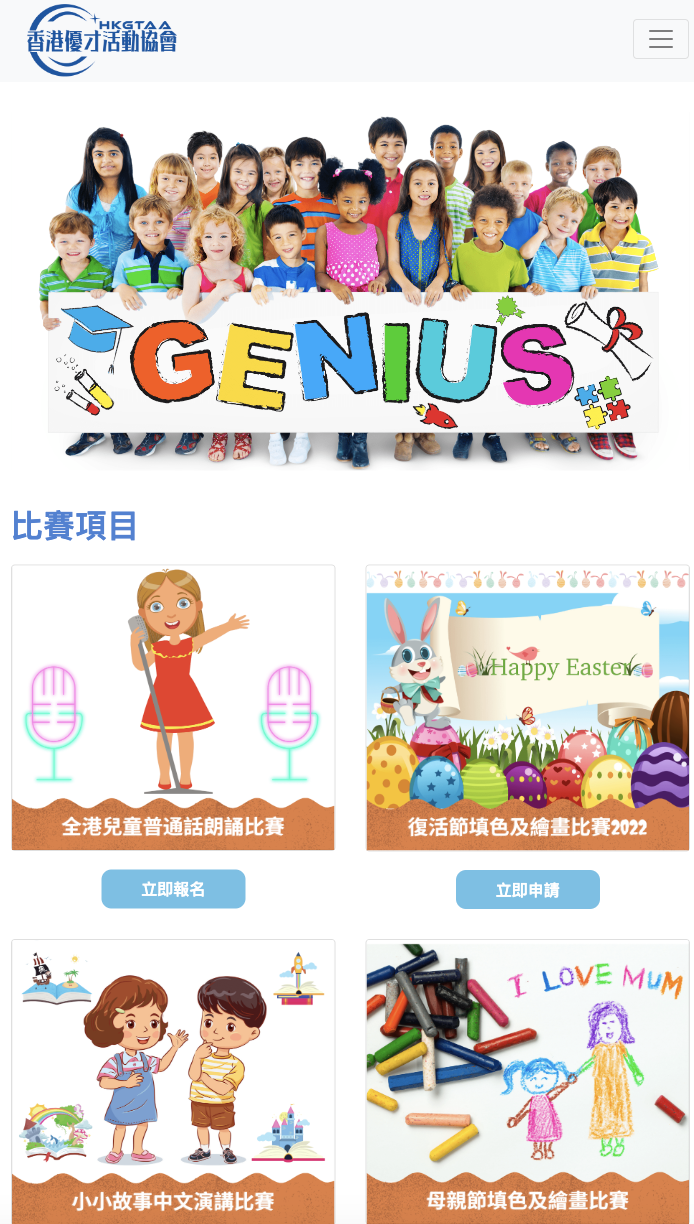 HKGTAA
香港優才活動協會
GENIUS
比賽項目
Happy Easter
全港兒童普通話朗誦比賽
復活節填色及繪畫比賽2022
立即報名
立即申請
I LOVE MUM
小小故事中文演講比賽
母親節填色及繪畫比賽